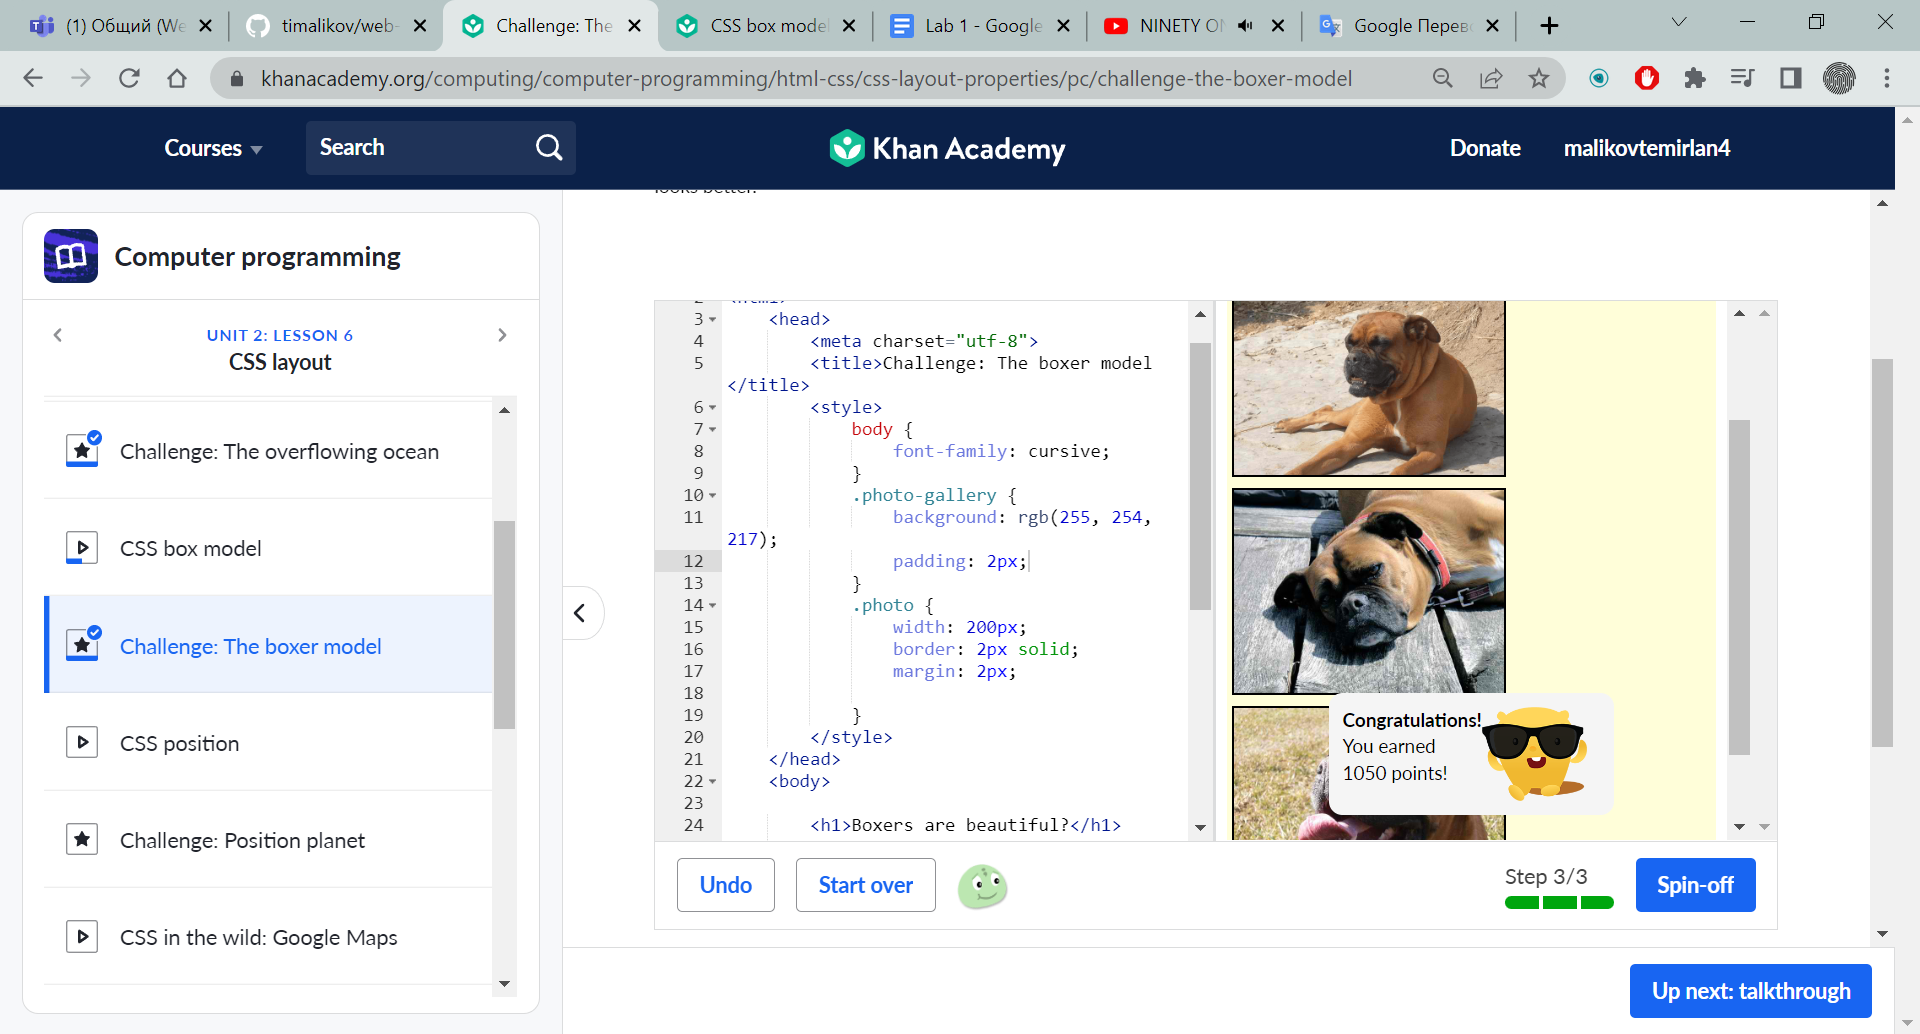 (1) Общий (We
timalikov/web-
Challenge: The
CSS box model
Lab 1 - Google
NINETY ON
Google Перево
khanacademy.org/computing/computer-programming/html-css/css-layout-properties/pc/challenge-the-boxer-model
Courses
Search
Khan Academy
Donate
malikovtemirlan4
looks better.
Computer programming
UNIT 2: LESSON 6
CSS layout
Challenge: The overflowing ocean
CSS box model
Challenge: The boxer model
CSS position
Challenge: Position planet
CSS in the wild: Google Maps
2 <html>
3 <head>
4 <meta charset="utf-8">
5 <title>Challenge: The boxer model
</title>
6 <style>
7 body {
8 font-family: cursive;
9 }
10 .photo-gallery {
11 background: rgb(255, 254,
217);
12 padding: 2px;
13 }
14 .photo {
15 width: 200px;
16 border: 2px solid;
17 margin: 2px;
18
19 }
20 </style>
21 </head>
22 <body>
23
24 <h1>Boxers are beautiful?</h1>
Congratulations!
You earned
1050 points!
Undo
Start over
Step 3/3
Spin-off
Up next: talkthrough